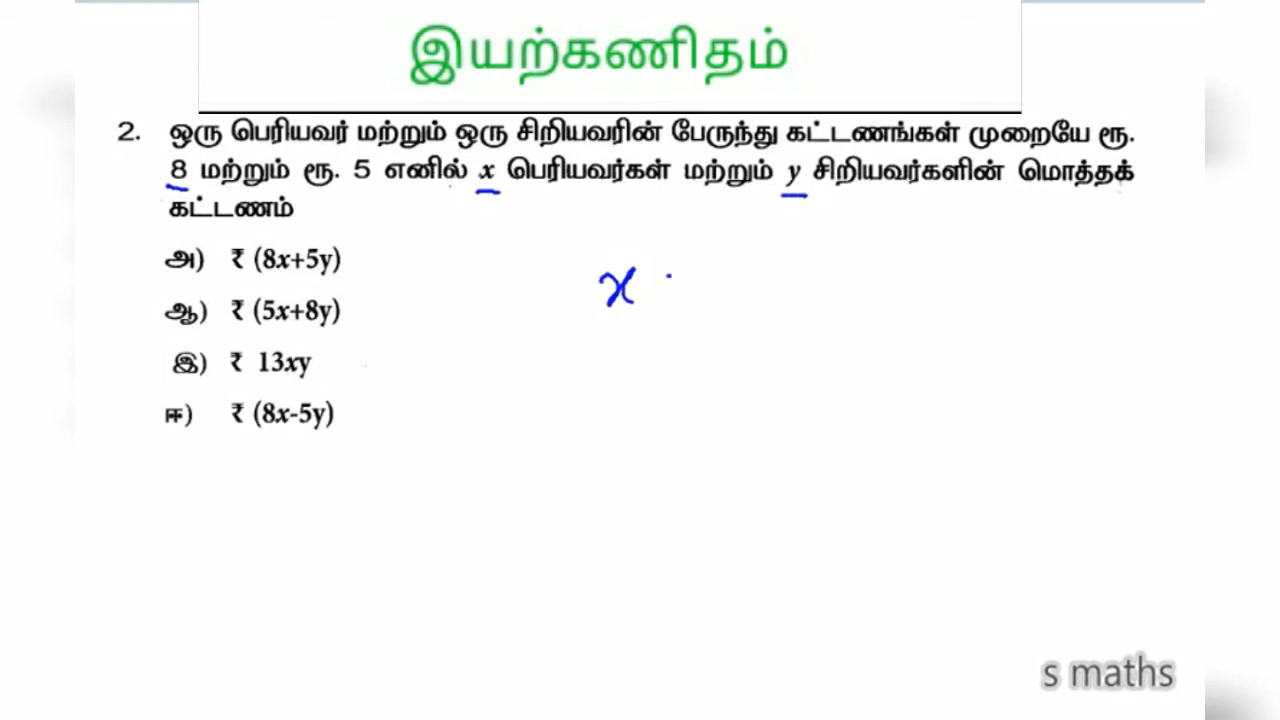 இயற்கணிதம்
2. ஒரு பெரியவர் மற்றும் ஒரு சிறியவரின் பேருந்து கட்டணங்கள் முறையே ரூ.
8 மற்றும் ரூ. 5 எனில் x பெரியவர்கள் மற்றும் y சிறியவர்களின் மொத்தக்
கட்டணம்
அ) ₹ (8x+5y)
x
ஆ) ₹ (5x+8y)
இ) ₹ 13xy
ஈ) ₹ (8x-5y)
s maths